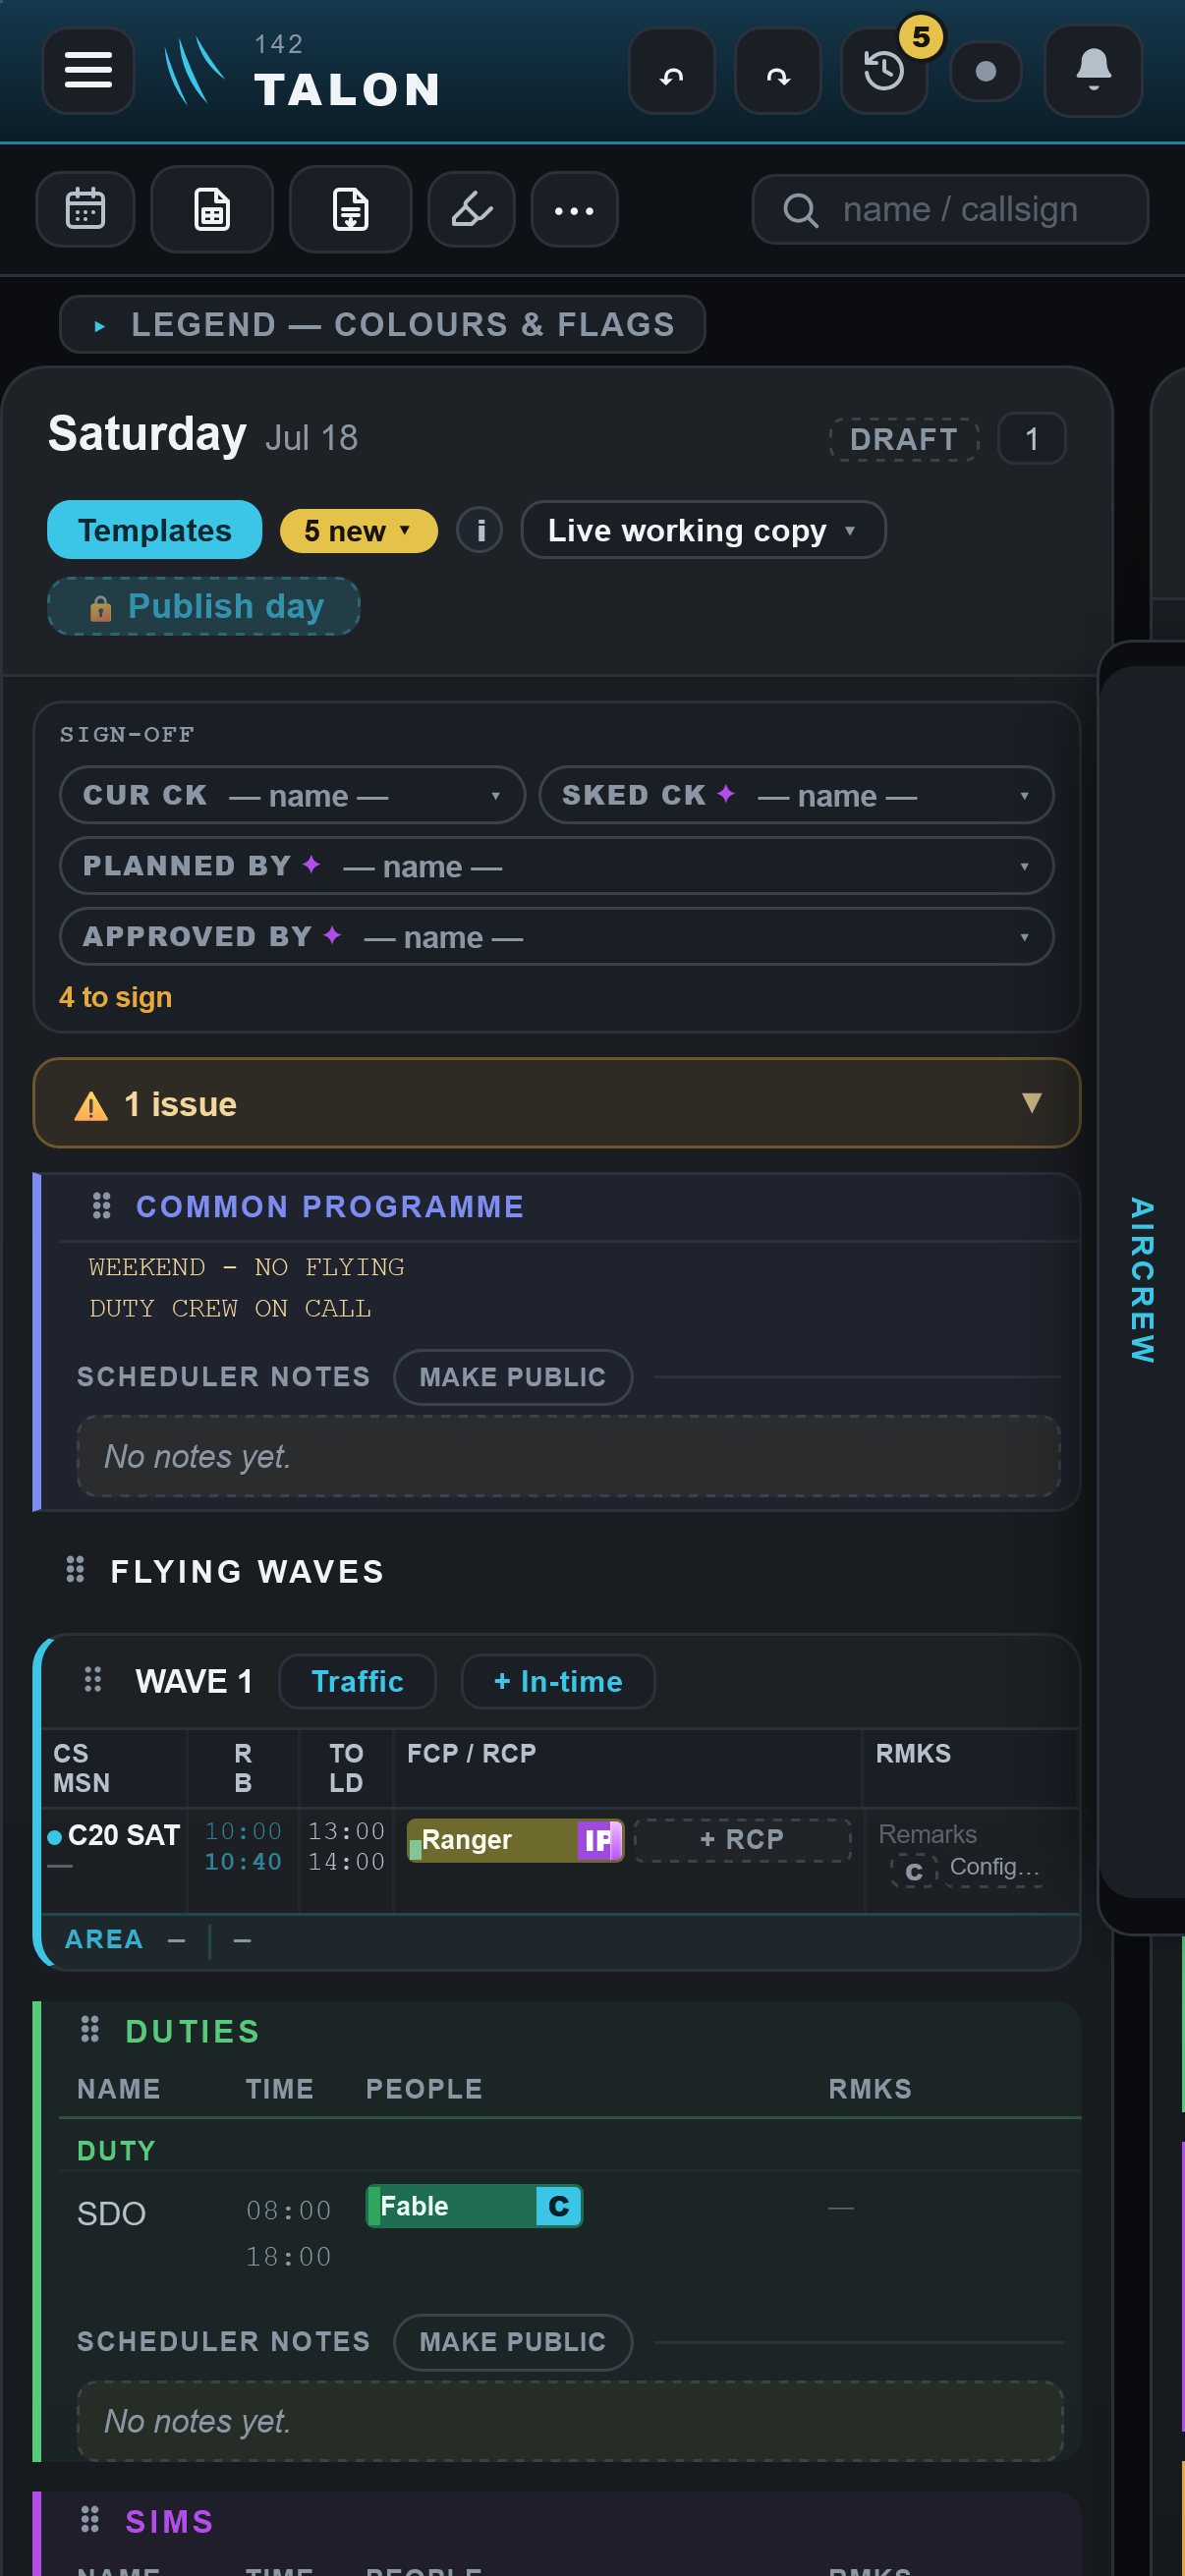 142
TALON
5
name / callsign
LEGEND — COLOURS & FLAGS
Saturday Jul 18
DRAFT 1
Templates 5 new i Live working copy
Publish day
SIGN-OFF
CUR CK — name — SKED CK — name —
PLANNED BY — name —
APPROVED BY — name —
4 to sign
1 issue
AIRCREW
COMMON PROGRAMME
WEEKEND - NO FLYING
DUTY CREW ON CALL
SCHEDULER NOTES MAKE PUBLIC
No notes yet.
FLYING WAVES
WAVE 1 Traffic + In-time
CS R TO FCP / RCP RMKS
MSN B LD
C20 SAT 10:00 13:00 Ranger IP + RCP Remarks
— 10:40 14:00 C Config...
AREA — —
DUTIES
NAME TIME PEOPLE RMKS
DUTY
SDO 08:00 Fable C —
18:00
SCHEDULER NOTES MAKE PUBLIC
No notes yet.
SIMS
NAME TIME PEOPLE RMKS